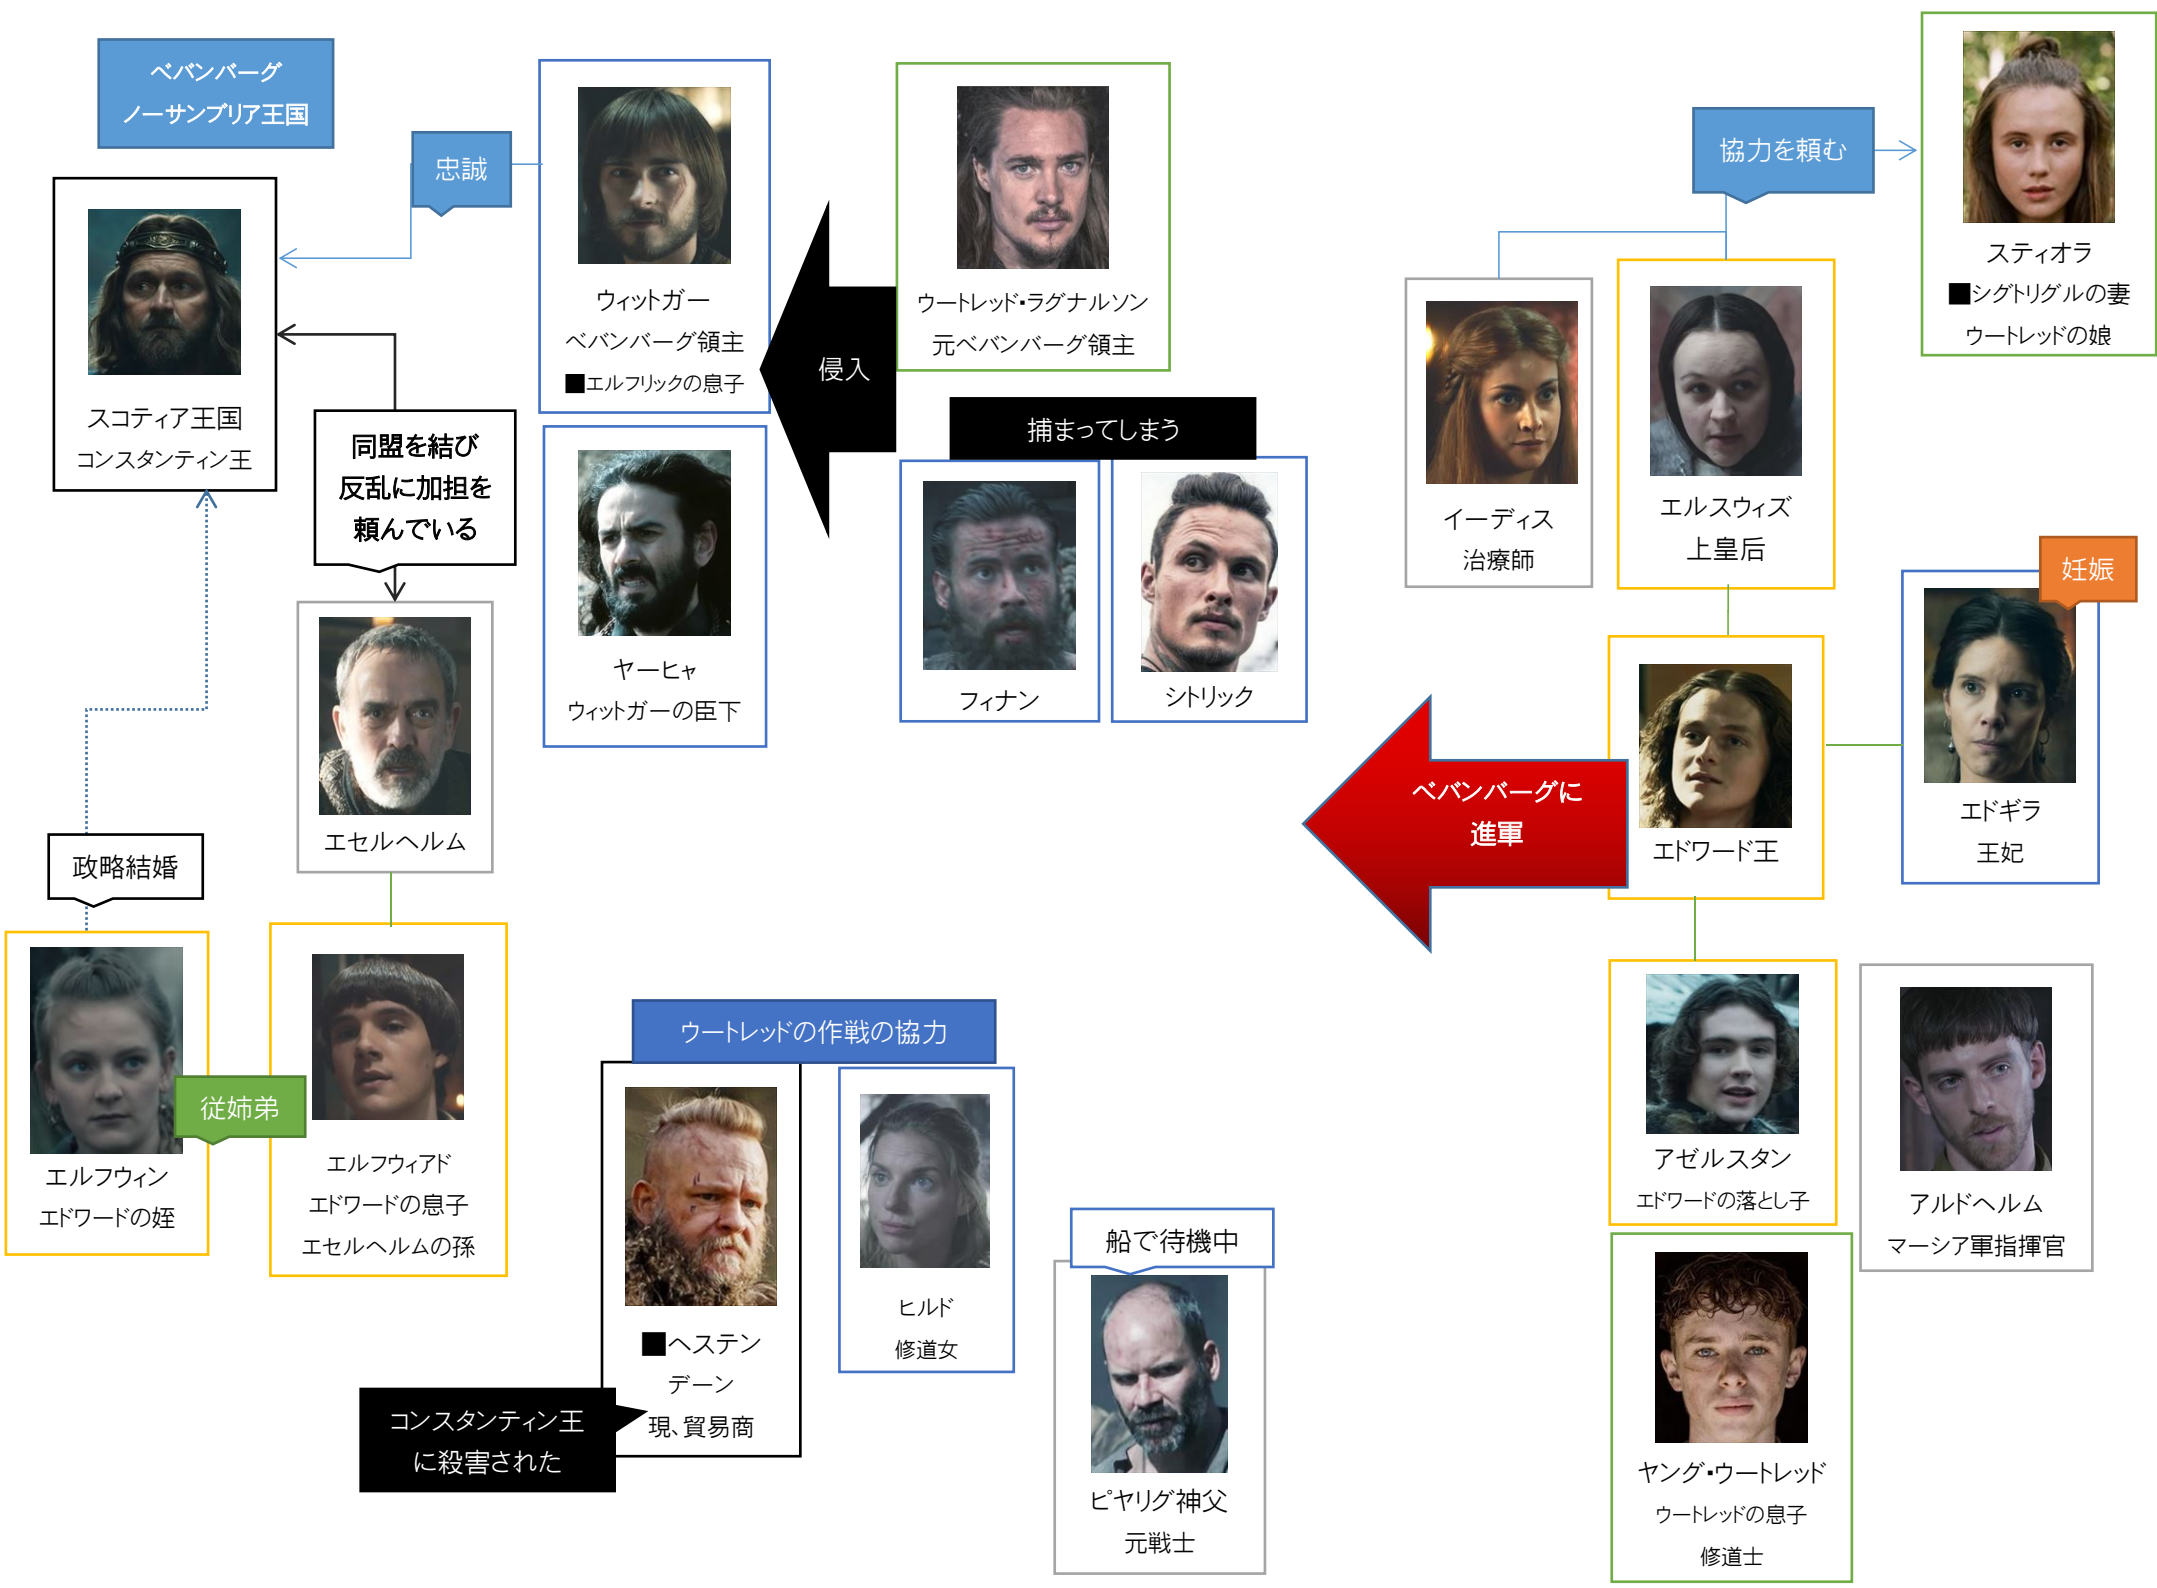 ベバンバーグ
ノーサンブリア王国
スコティア王国
コンスタンティン王
忠誠
ウィットガー
ベバンバーグ領主
■エルフリックの息子
侵入
ウートレッド・ラグナルソン
元ベバンバーグ領主
協力を頼む
スティオラ
■シグトリグルの妻
ウートレッドの娘
同盟を結び
反乱に加担を
頼んでいる
ヤーヒャ
ウィットガーの臣下
捕まってしまう
フィナン
シトリック
イーディス
治療師
エルスウィズ
上皇后
妊娠
エドギラ
王妃
エセルヘルム
ベバンバーグに
進軍
エドワード王
政略結婚
エルフウィン
エドワードの姪
従姉弟
エルフウィアド
エドワードの息子
エセルヘルムの孫
ウートレッドの作戦の協力
■ヘステン
デーン
現、貿易商
コンスタンティン王
に殺害された
ヒルド
修道女
船で待機中
ピヤリグ神父
元戦士
アゼルスタン
エドワードの落とし子
アルドヘルム
マーシア軍指揮官
ヤング・ウートレッド
ウートレッドの息子
修道士